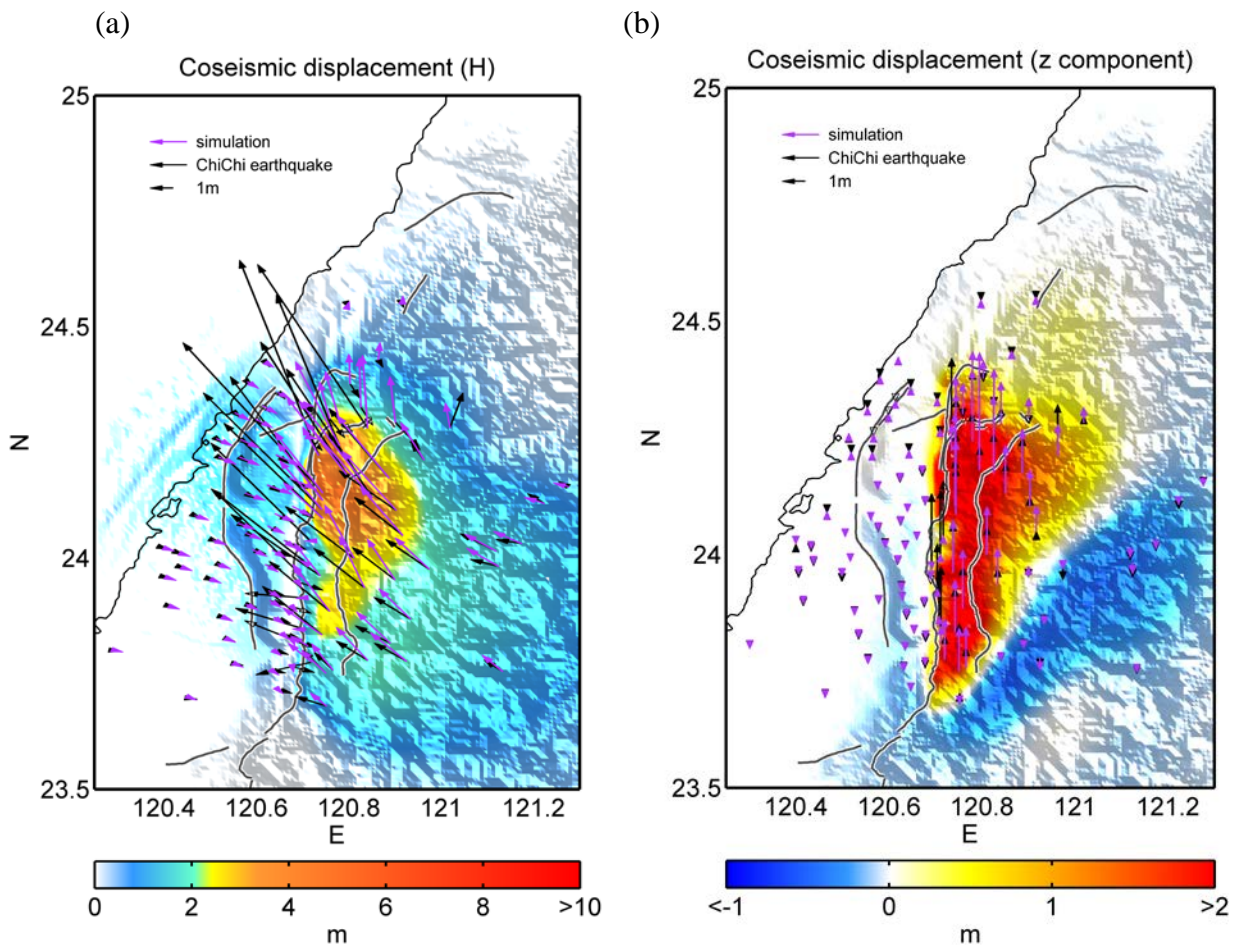 (a)
Coseismic displacement (H)
25
24.5
24
23.5
N
simulation
ChiChi earthquake
1m
120.4 120.6 120.8 121 121.2
E
0 2 4 6 8 >10
m
(b)
Coseismic displacement (z component)
25
24.5
24
23.5
N
simulation
ChiChi earthquake
1m
120.4 120.6 120.8 121 121.2
E
<-1 0 1 >2
m